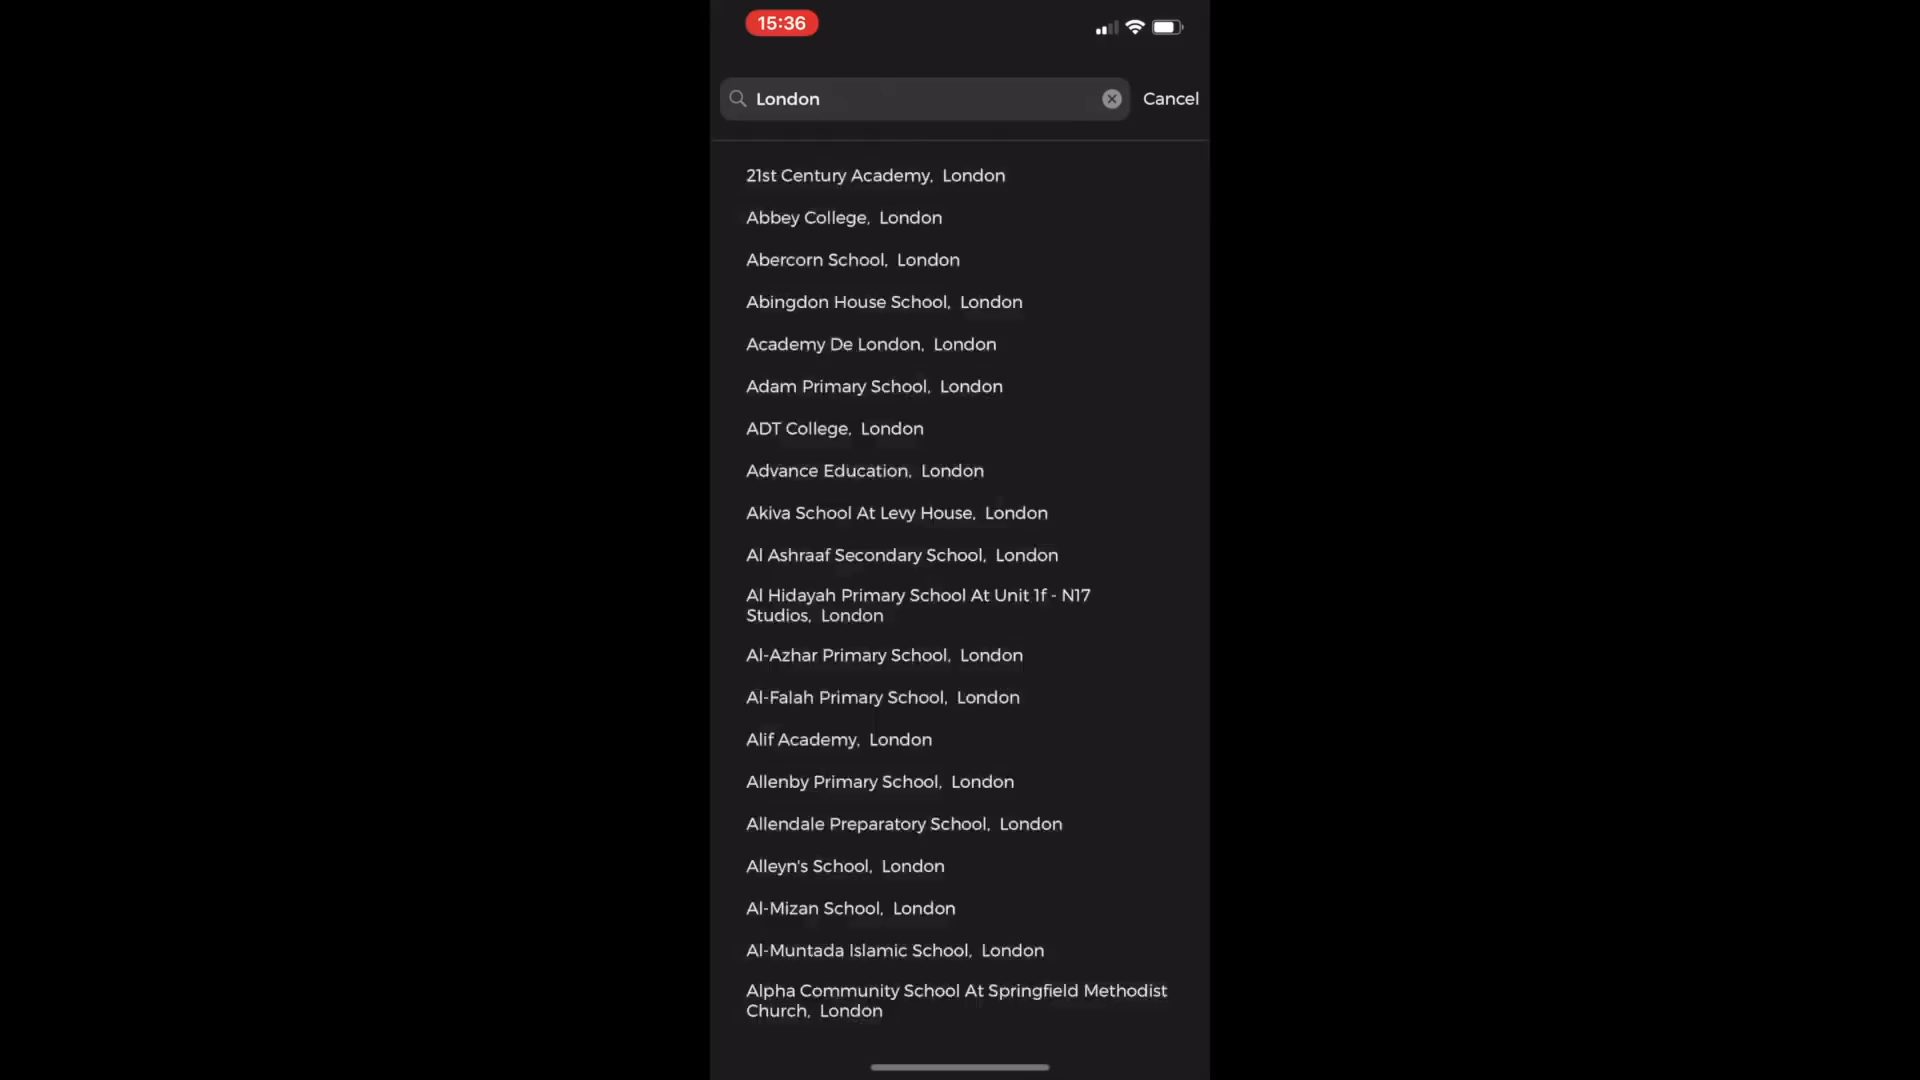 15:36
London
Cancel
21st Century Academy, London
Abbey College, London
Abercorn School, London
Abingdon House School, London
Academy De London, London
Adam Primary School, London
ADT College, London
Advance Education, London
Akiva School At Levy House, London
Al Ashraaf Secondary School, London
Al Hidayah Primary School At Unit 1f - N17
Studios, London
Al-Azhar Primary School, London
Al-Falah Primary School, London
Alif Academy, London
Allenby Primary School, London
Allendale Preparatory School, London
Alleyn's School, London
Al-Mizan School, London
Al-Muntada Islamic School, London
Alpha Community School At Springfield Methodist
Church, London